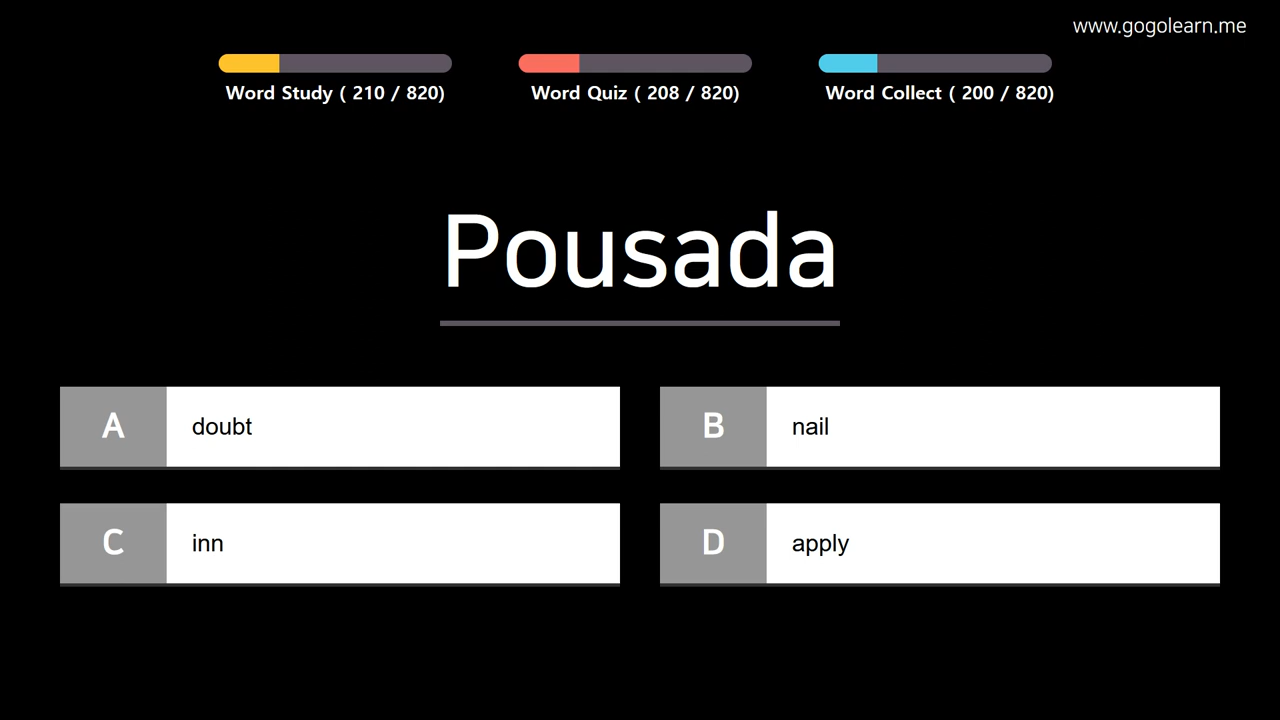 www.gogolearn.me
Word Study ( 210 / 820)
Word Quiz ( 208 / 820)
Word Collect ( 200 / 820)
Pousada
A doubt
B nail
C inn
D apply